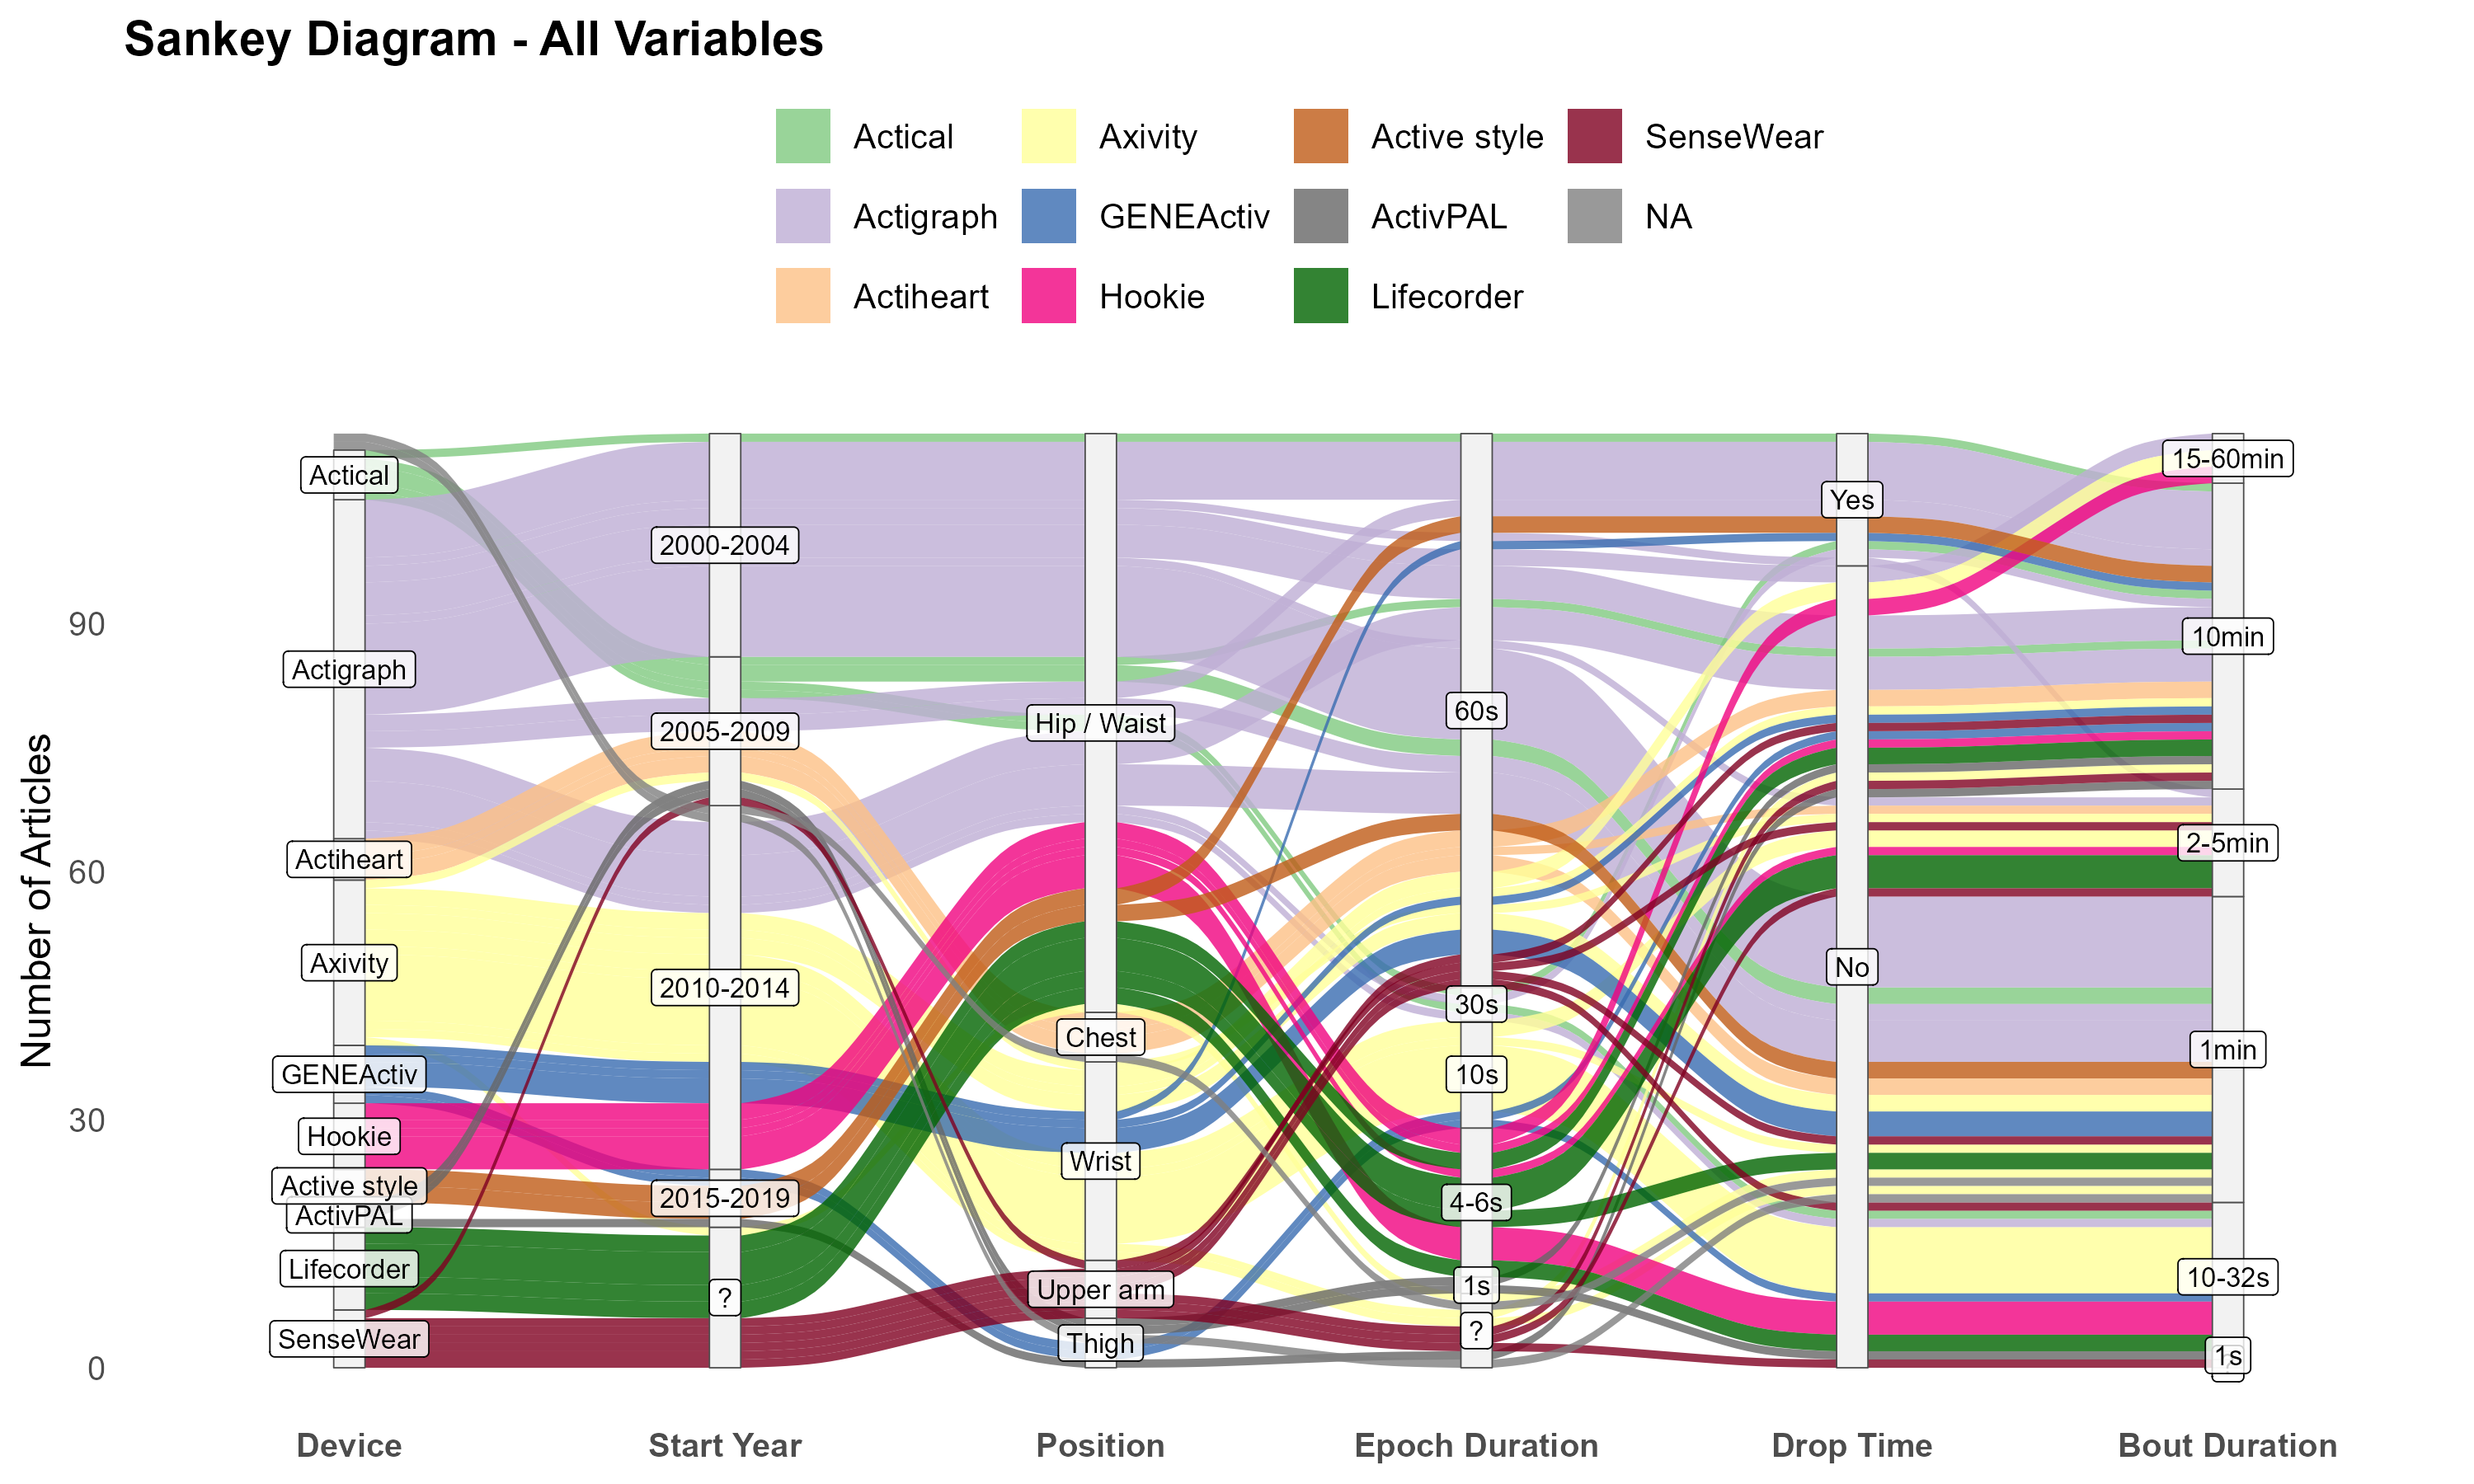 Sankey Diagram - All Variables
Actical
Axivity
Active style
SenseWear
Actigraph
GENEActiv
ActivPAL
NA
Actiheart
Hookie
Lifecorder
Number of Articles
90
60
30
0
Actical
Actigraph
Actiheart
Axivity
GENEActiv
Hookie
Active style
ActivPAL
Lifecorder
SenseWear
2000-2004
2005-2009
2010-2014
2015-2019
?
Hip / Waist
Chest
Wrist
Upper arm
Thigh
60s
30s
10s
4-6s
1s
?
Yes
No
15-60min
10min
2-5min
1min
10-32s
1s
Device
Start Year
Position
Epoch Duration
Drop Time
Bout Duration